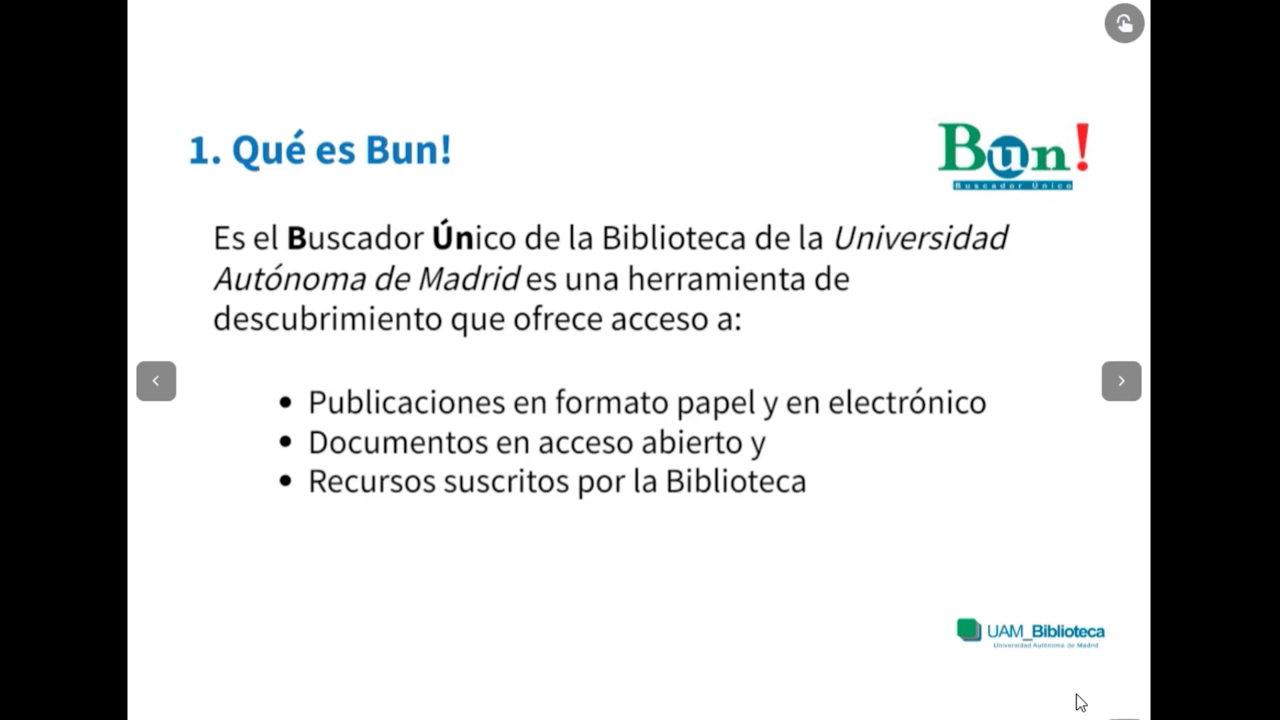 1. Qué es Bun!
Bun!
Buscador Único
Es el Buscador Único de la Biblioteca de la Universidad
Autónoma de Madrid es una herramienta de
descubrimiento que ofrece acceso a:
• Publicaciones en formato papel y en electrónico
• Documentos en acceso abierto y
• Recursos suscritos por la Biblioteca
UAM_Biblioteca
Universidad Autónoma de Madrid